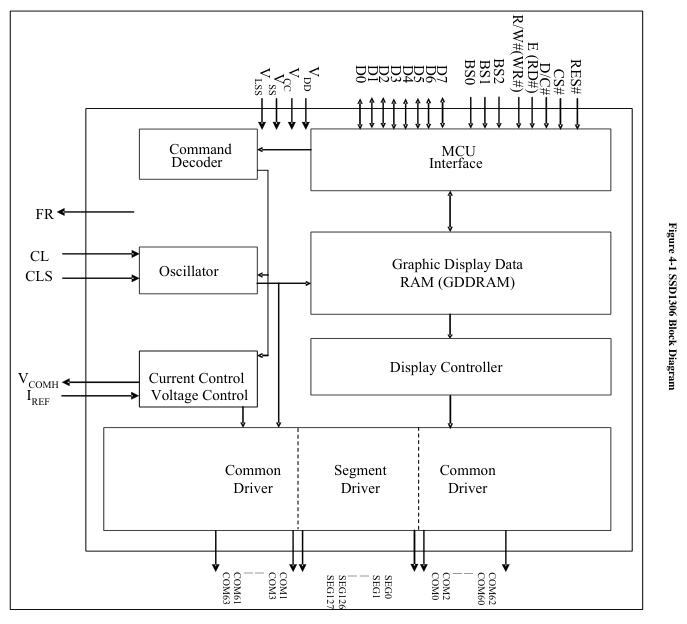 RES#
CS#
D/C#
E (RD#)
R/W#(WR#)
BS2
BS1
BS0
D7
D6
D5
D4
D3
D2
D1
D0
VDD
VCC
VSS
VLSS
Command
Decoder
MCU
Interface
FR
CL
CLS
Oscillator
Graphic Display Data
RAM (GDDRAM)
Display Controller
Current Control
Voltage Control
VCOMH
IREF
Common
Driver
Segment
Driver
Common
Driver
COM62
COM60
COM2
COM0
SEG0
SEG1
SEG126
SEG127
COM1
COM3
COM61
COM63
Figure 4-1 SSD1306 Block Diagram